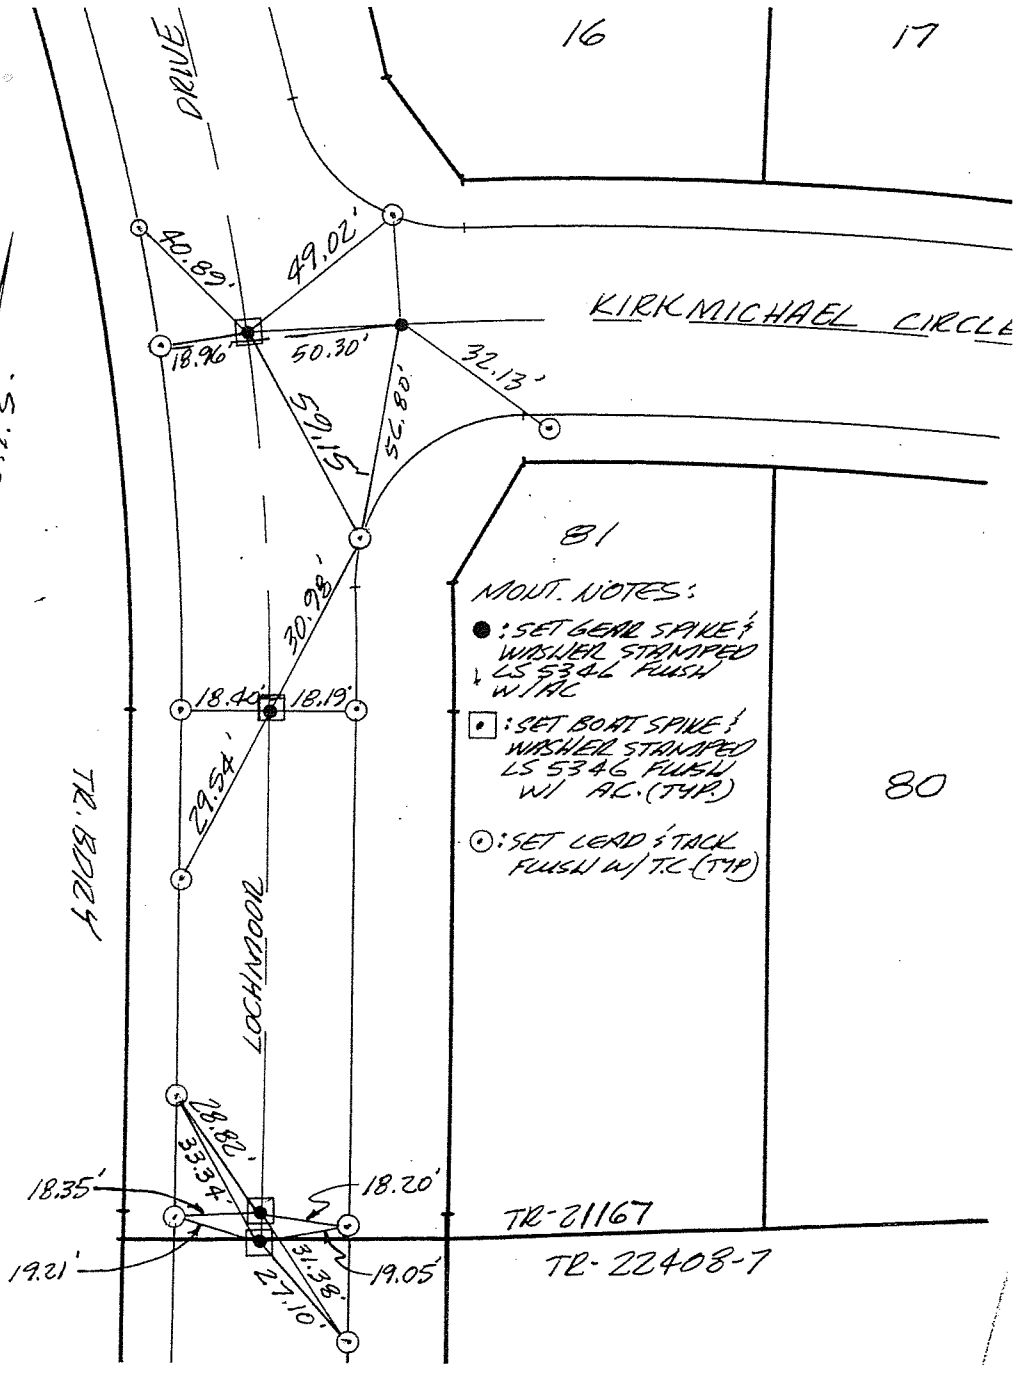 16
17
DRIVE
40.89'
49.02'
KIRKMICHAEL CIRCLE
18.96'
50.30'
32.13'
56.80'
59.15'
81
30.98'
MONT. NOTES:
: SET GEAR SPIKE &
WASHER STAMPED
LS 5346 FLUSH
W/AC
18.40'
18.19'
: SET BOAT SPIKE &
WASHER STAMPED
LS 5346 FLUSH
W/ AC. (TYP.)
29.54'
TR. BDRY
80
: SET LEAD & TACK
FLUSH W/ T.C. (TYP)
LOCHMOOR
28.82'
33.34'
18.35'
18.20'
TR-21167
19.21'
31.38'
19.05'
27.10'
TR-22408-7